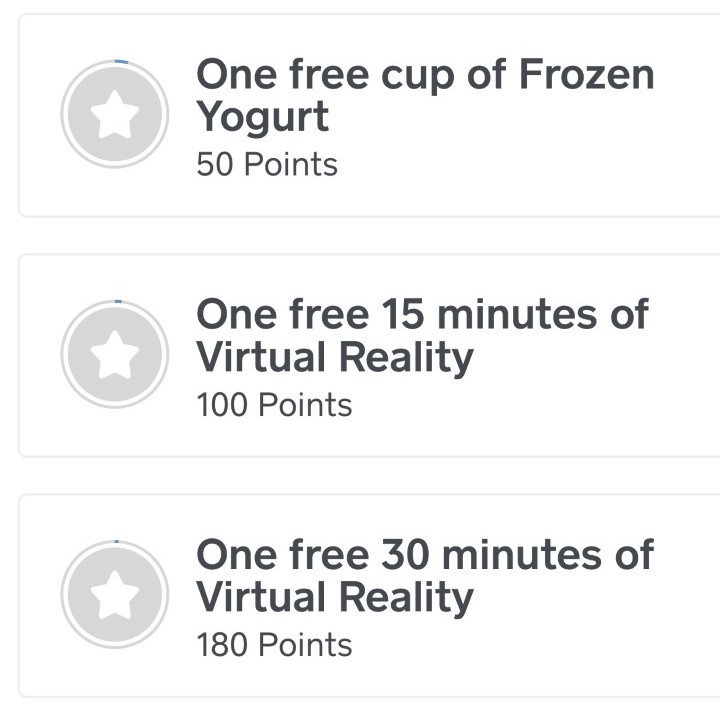 One free cup of Frozen
Yogurt
50 Points
One free 15 minutes of
Virtual Reality
100 Points
One free 30 minutes of
Virtual Reality
180 Points